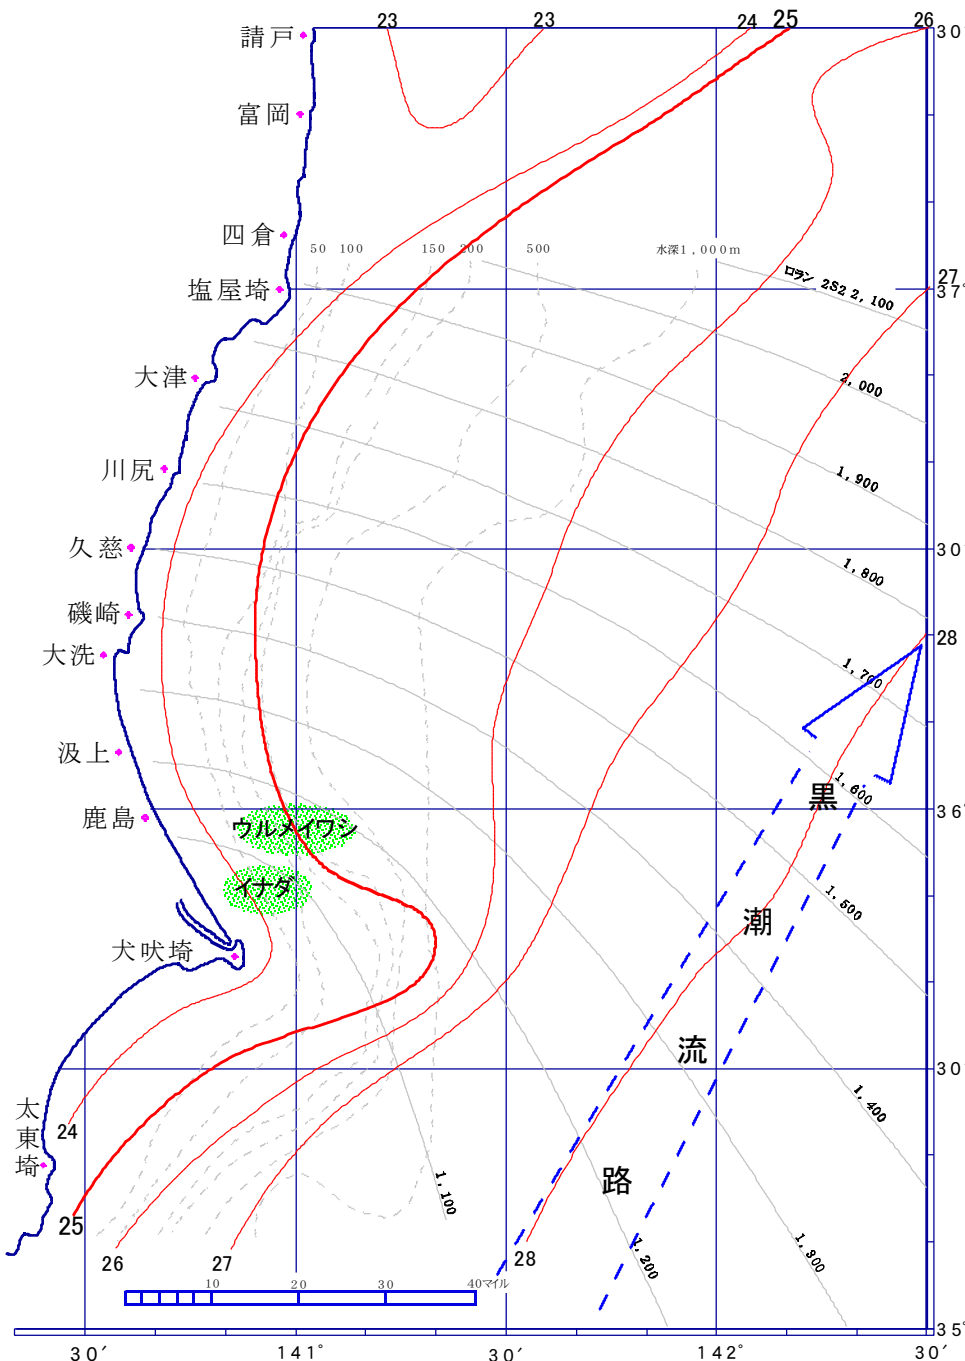 23
23
24
25
26
請戸
30
富岡
四倉
50
100
150
200
500
水深1,000m
ロラン 2S2 2,100
27
塩屋埼
37°
大津
2,000
川尻
1,900
久慈
30
1,800
磯崎
28
大洗
1,700
汲上
1,600
黒
鹿島
36°
ウルメイワシ
イナダ
1,500
潮
犬吠埼
流
30
1,400
太東埼
24
路
1,100
25
26
27
28
1,200
1,300
10
20
30
40マイル
35°
30′
141°
30′
142°
30′